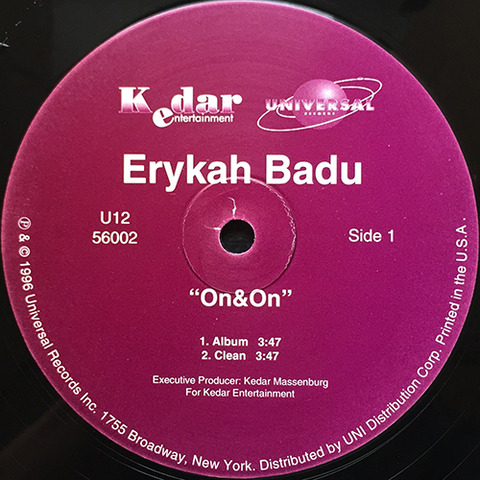 Kedar
entertainment
UNIVERSAL
RECORDS
Erykah Badu
U12
56002
Side 1
“On&On”
1. Album 3:47
2. Clean 3:47
Executive Producer: Kedar Massenburg
For Kedar Entertainment
℗ & © 1996 Universal Records Inc. 1755 Broadway, New York. Distributed by UNI Distribution Corp. Printed in the U.S.A.